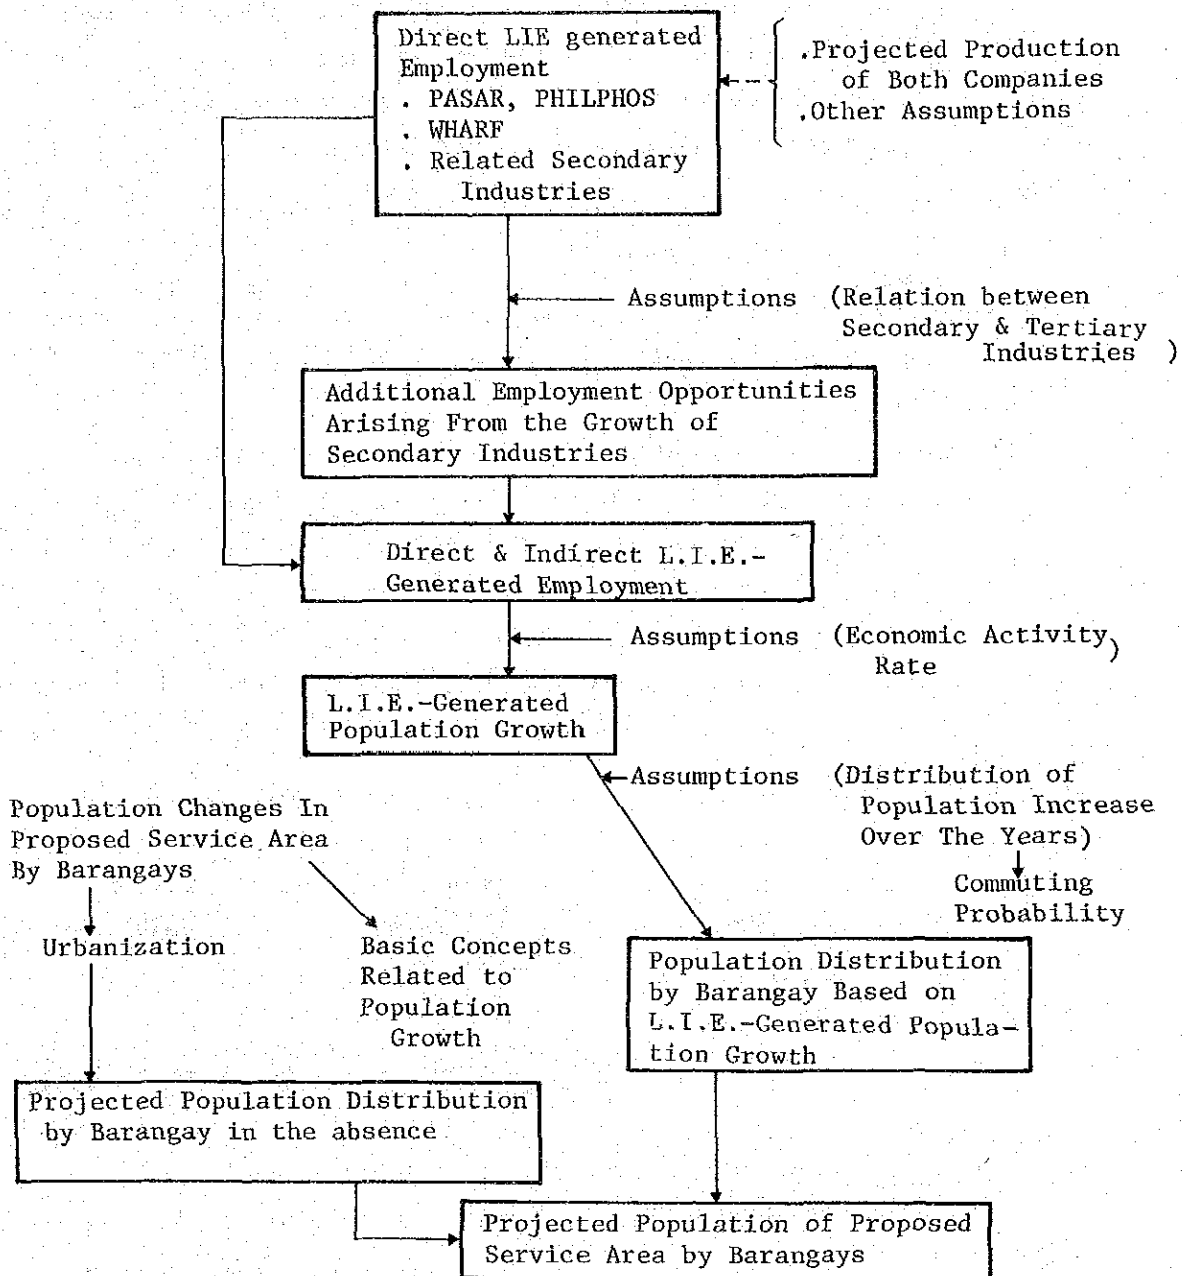 Direct LIE generated
Employment
. PASAR, PHILPHOS
. WHARF
. Related Secondary
Industries
.Projected Production
of Both Companies
.Other Assumptions
Assumptions (Relation between
Secondary & Tertiary
Industries )
Additional Employment Opportunities
Arising From the Growth of
Secondary Industries
Direct & Indirect L.I.E.-
Generated Employment
Assumptions (Economic Activity
Rate )
L.I.E.-Generated
Population Growth
Assumptions (Distribution of
Population Increase
Over The Years)
Commuting
Probability
Population Changes In
Proposed Service Area
By Barangays
Urbanization
Basic Concepts
Related to
Population
Growth
Population Distribution
by Barangay Based on
L.I.E.-Generated Popula-
tion Growth
Projected Population Distribution
by Barangay in the absence
Projected Population of Proposed
Service Area by Barangays